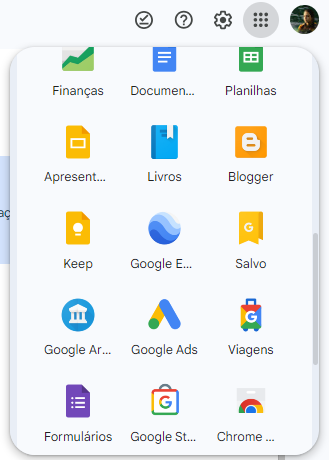 Finanças
Documen...
Planilhas
Apresent...
Livros
Blogger
Keep
Google E...
Salvo
Google Ar...
Google Ads
Viagens
Formulários
Google St...
Chrome ...